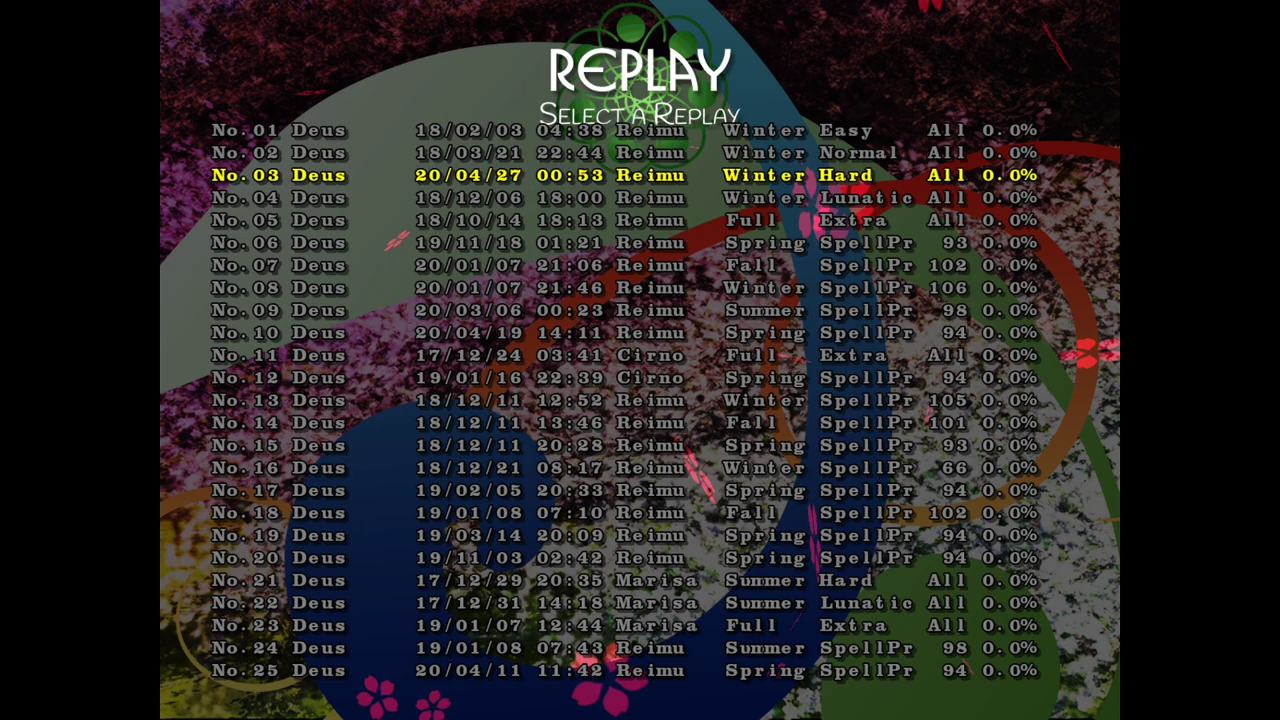 REPLAY
SELECT A REPLAY
No.01 Deus 18/02/03 04:38 Reimu Winter Easy All 0.0%
No.02 Deus 18/03/21 22:44 Reimu Winter Normal All 0.0%
No.03 Deus 20/04/27 00:53 Reimu Winter Hard All 0.0%
No.04 Deus 18/12/06 18:00 Reimu Winter Lunatic All 0.0%
No.05 Deus 18/10/14 18:13 Reimu Full Extra All 0.0%
No.06 Deus 19/11/18 01:21 Reimu Spring SpellPr 93 0.0%
No.07 Deus 20/01/07 21:06 Reimu Fall SpellPr 102 0.0%
No.08 Deus 20/01/07 21:46 Reimu Winter SpellPr 106 0.0%
No.09 Deus 20/03/06 00:23 Reimu Summer SpellPr 98 0.0%
No.10 Deus 20/04/19 14:11 Reimu Spring SpellPr 94 0.0%
No.11 Deus 17/12/24 03:41 Cirno Full Extra All 0.0%
No.12 Deus 19/01/16 22:39 Cirno Spring SpellPr 94 0.0%
No.13 Deus 18/12/11 12:52 Reimu Winter SpellPr 105 0.0%
No.14 Deus 18/12/11 13:46 Reimu Fall SpellPr 101 0.0%
No.15 Deus 18/12/11 20:28 Reimu Spring SpellPr 93 0.0%
No.16 Deus 18/12/21 08:17 Reimu Winter SpellPr 66 0.0%
No.17 Deus 19/02/05 20:33 Reimu Spring SpellPr 94 0.0%
No.18 Deus 19/01/08 07:10 Reimu Fall SpellPr 102 0.0%
No.19 Deus 19/03/14 20:09 Reimu Spring SpellPr 94 0.0%
No.20 Deus 19/11/03 02:42 Reimu Spring SpellPr 94 0.0%
No.21 Deus 17/12/29 20:35 Marisa Summer Hard All 0.0%
No.22 Deus 17/12/31 14:18 Marisa Summer Lunatic All 0.0%
No.23 Deus 19/01/07 12:44 Marisa Full Extra All 0.0%
No.24 Deus 19/01/08 07:43 Reimu Summer SpellPr 98 0.0%
No.25 Deus 20/04/11 11:42 Reimu Spring SpellPr 94 0.0%